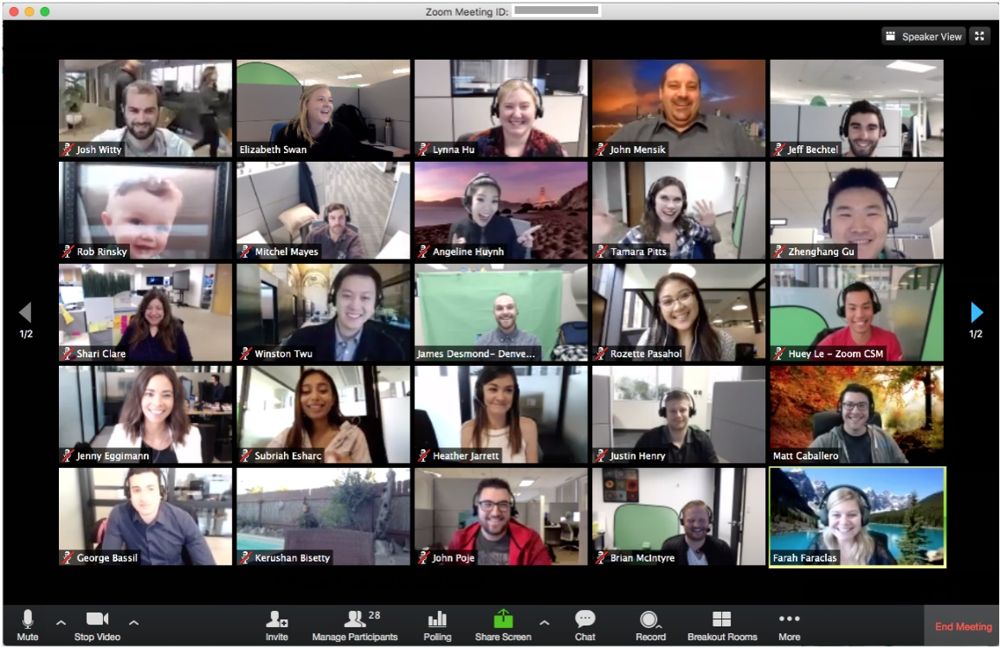 Zoom Meeting ID:
Speaker View
Josh Witty
Elizabeth Swan
Lynna Hu
John Mensik
Jeff Bechtel
Rob Rinsky
Mitchel Mayes
Angeline Huynh
Tamara Pitts
Zhenghang Gu
1/2
1/2
Shari Clare
Winston Twu
James Desmond- Denve...
Rozette Pasahol
Huey Le - Zoom CSM
Jenny Eggimann
Subriah Esharc
Heather Jarrett
Justin Henry
Matt Caballero
George Bassil
Kerushan Bisetty
John Poje
Brian McIntyre
Farah Faraclas
28
Mute
Stop Video
Invite
Manage Participants
Polling
Share Screen
Chat
Record
Breakout Rooms
More
End Meeting